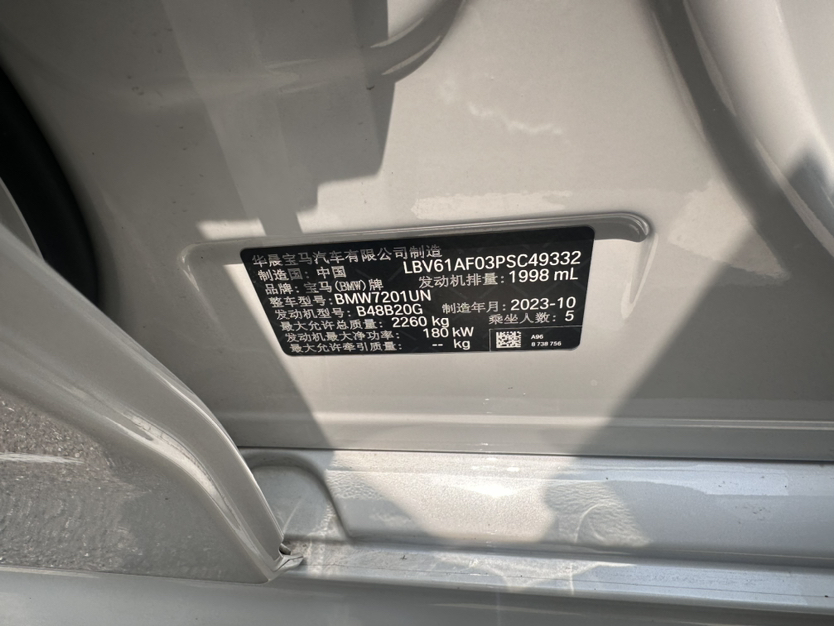 华晨宝马汽车有限公司制造
制造国: 中国 LBV61AF03PSC49332
品牌: 宝马(BMW)牌 发动机排量: 1998 mL
整车型号: BMW7201UN
发动机型号: B48B20G 制造年月: 2023-10
最大允许总质量: 2260 kg 乘坐人数: 5
发动机最大净功率: 180 kW
最大允许牵引质量: -- kg
A96
8 738 756